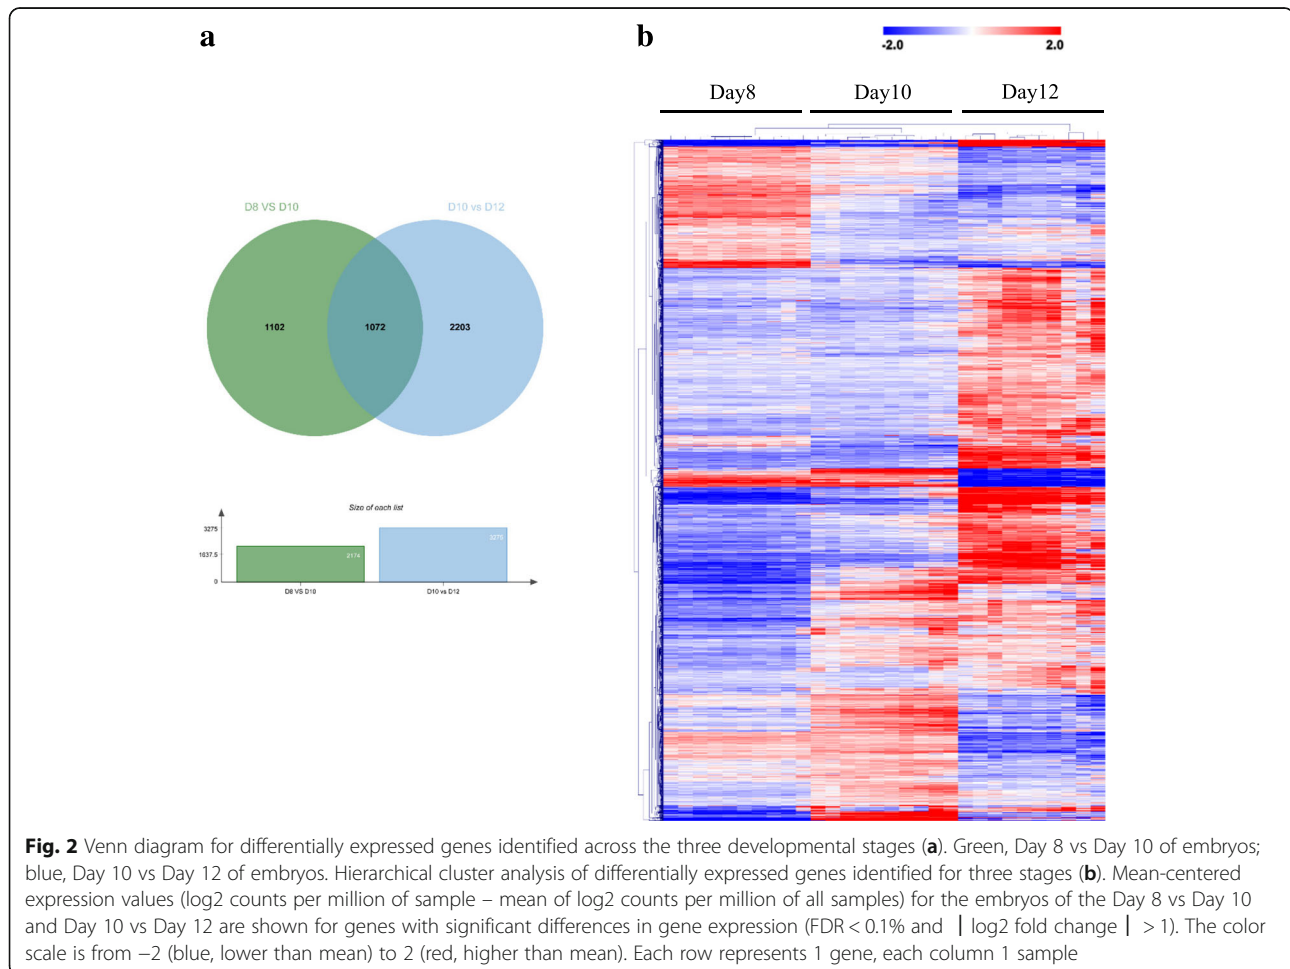 a
b
-2.0
2.0
Day8
Day10
Day12
D8 VS D10
D10 vs D12
1102
1072
2203
Size of each list
3275
1637.5
0
2174
3275
D8 VS D10
D10 vs D12
Fig. 2 Venn diagram for differentially expressed genes identified across the three developmental stages (a). Green, Day 8 vs Day 10 of embryos;
blue, Day 10 vs Day 12 of embryos. Hierarchical cluster analysis of differentially expressed genes identified for three stages (b). Mean-centered
expression values (log2 counts per million of sample – mean of log2 counts per million of all samples) for the embryos of the Day 8 vs Day 10
and Day 10 vs Day 12 are shown for genes with significant differences in gene expression (FDR < 0.1% and | log2 fold change | > 1). The color
scale is from −2 (blue, lower than mean) to 2 (red, higher than mean). Each row represents 1 gene, each column 1 sample